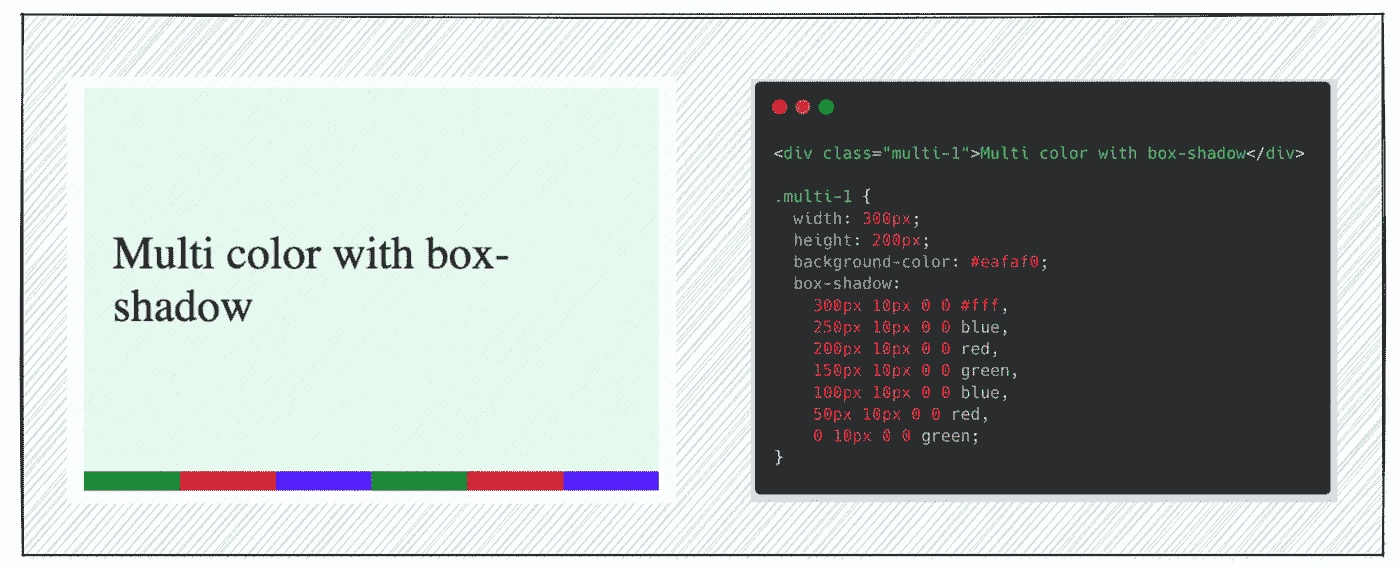 Multi color with box-
shadow
<div class="multi-1">Multi color with box-shadow</div>
.multi-1 {
width: 300px;
height: 200px;
background-color: #eafaf0;
box-shadow:
300px 10px 0 0 #fff,
250px 10px 0 0 blue,
200px 10px 0 0 red,
150px 10px 0 0 green,
100px 10px 0 0 blue,
50px 10px 0 0 red,
0 10px 0 0 green;
}